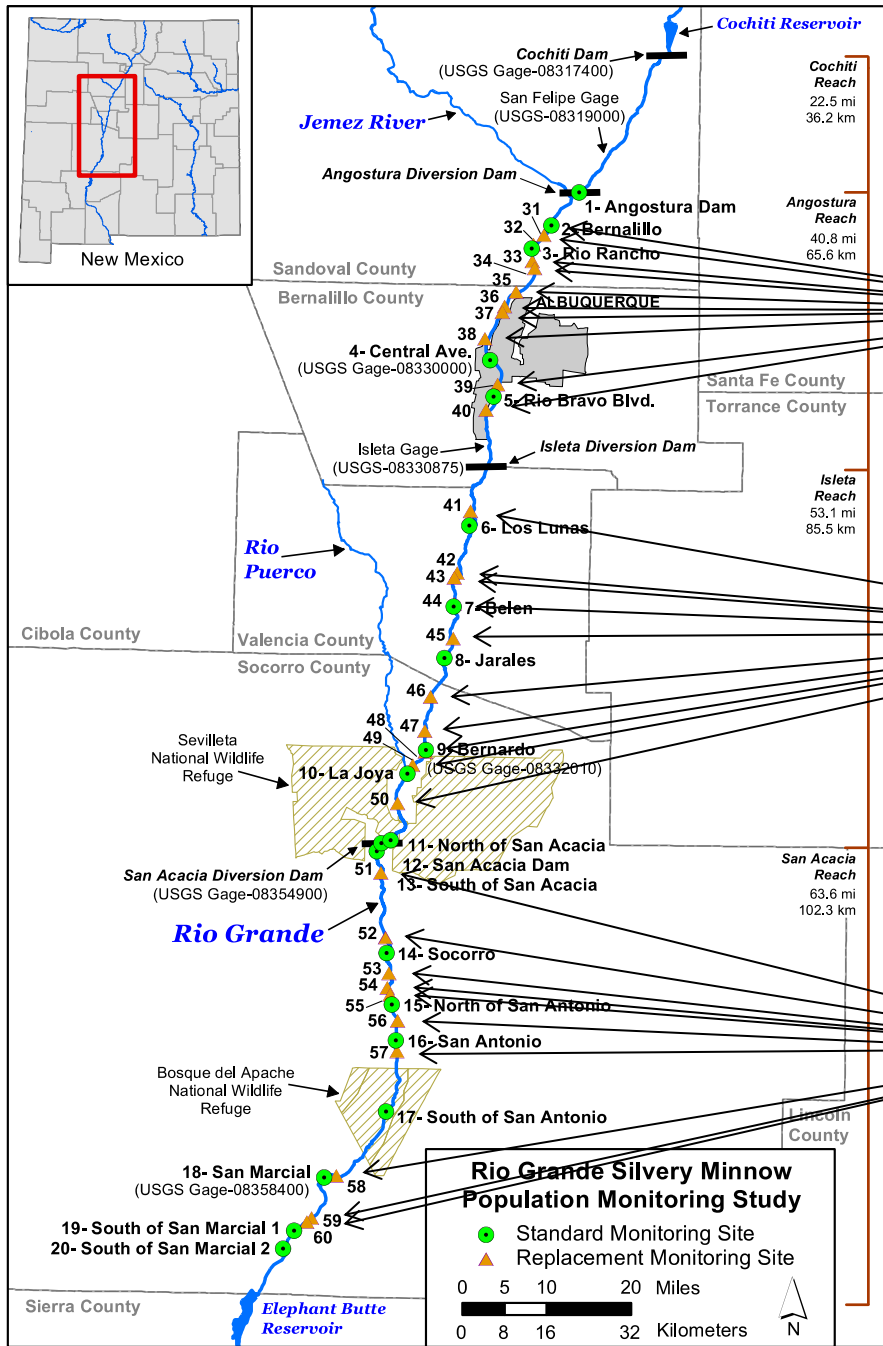 New Mexico
Cochiti Reservoir
Cochiti Dam
(USGS Gage-08317400)
San Felipe Gage
(USGS-08319000)
Jemez River
Angostura Diversion Dam
Cochiti
Reach
22.5 mi
36.2 km
1- Angostura Dam
31
2- Bernalillo
32
3- Rio Rancho
33
34
Angostura
Reach
40.8 mi
65.6 km
Sandoval County
Bernalillo County
35
36
37
ALBUQUERQUE
38
4- Central Ave.
(USGS Gage-08330000)
39
5- Rio Bravo Blvd.
40
Santa Fe County
Torrance County
Isleta Gage
(USGS-08330875)
Isleta Diversion Dam
Isleta
Reach
53.1 mi
85.5 km
41
6- Los Lunas
Rio
Puerco
42
43
44
7- Belen
45
Cibola County
Valencia County
Socorro County
8- Jarales
46
47
48
49
9- Bernardo
(USGS Gage-08332010)
Sevilleta
National Wildlife
Refuge
10- La Joya
50
11- North of San Acacia
12- San Acacia Dam
13- South of San Acacia
San Acacia Diversion Dam
(USGS Gage-08354900)
51
San Acacia
Reach
63.6 mi
102.3 km
Rio Grande
52
14- Socorro
53
54
55
15- North of San Antonio
56
16- San Antonio
57
Bosque del Apache
National Wildlife
Refuge
17- South of San Antonio
Lincoln
County
18- San Marcial
(USGS Gage-08358400)
58
59
60
19- South of San Marcial 1
20- South of San Marcial 2
Sierra County
Elephant Butte
Reservoir
Rio Grande Silvery Minnow
Population Monitoring Study
Standard Monitoring Site
Replacement Monitoring Site
0 5 10 20 Miles
0 8 16 32 Kilometers
N